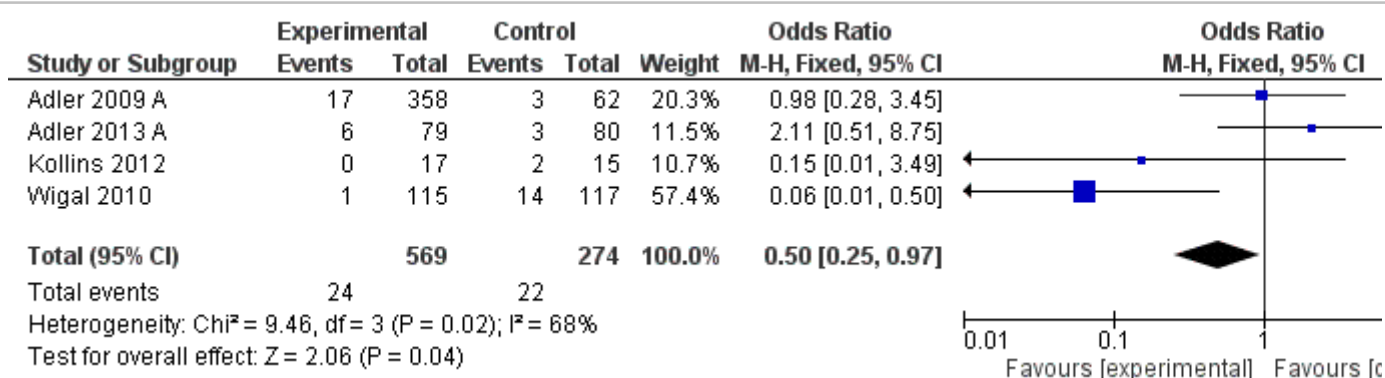 Experimental Control Odds Ratio Odds Ratio
Study or Subgroup Events Total Events Total Weight M-H, Fixed, 95% CI M-H, Fixed, 95% CI
Adler 2009 A 17 358 3 62 20.3% 0.98 [0.28, 3.45]
Adler 2013 A 6 79 3 80 11.5% 2.11 [0.51, 8.75]
Kollins 2012 0 17 2 15 10.7% 0.15 [0.01, 3.49]
Wigal 2010 1 115 14 117 57.4% 0.06 [0.01, 0.50]
Total (95% CI) 569 274 100.0% 0.50 [0.25, 0.97]
Total events 24 22
Heterogeneity: Chi² = 9.46, df = 3 (P = 0.02); I² = 68%
Test for overall effect: Z = 2.06 (P = 0.04)
0.01 0.1 1
Favours [experimental] Favours